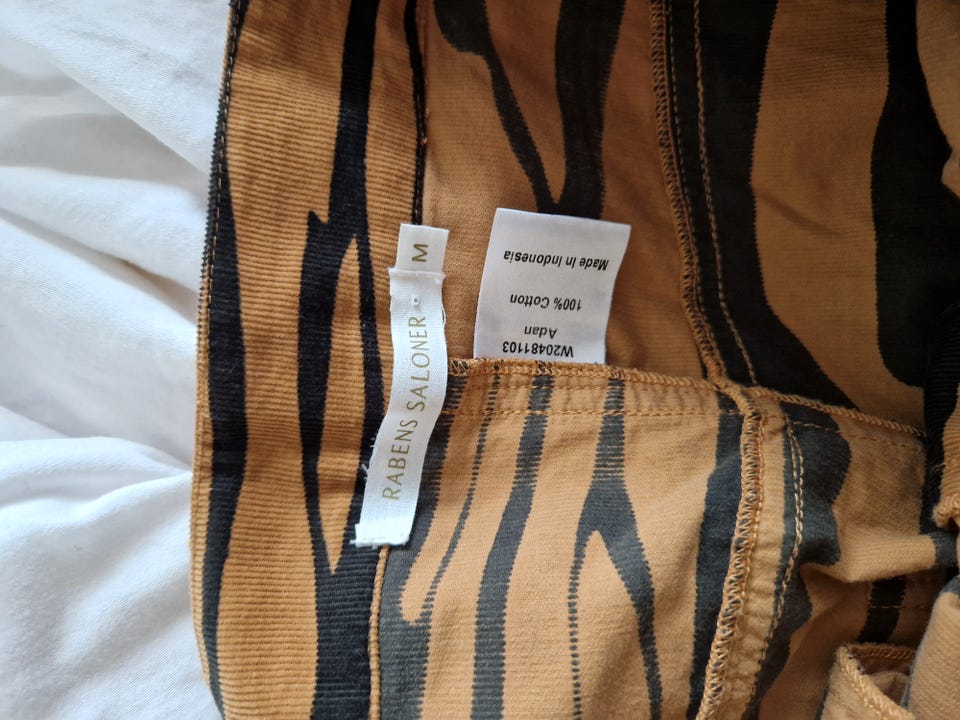 RABENS SALONER
M
W20481103
Adan
100% Cotton
Made In Indonesia